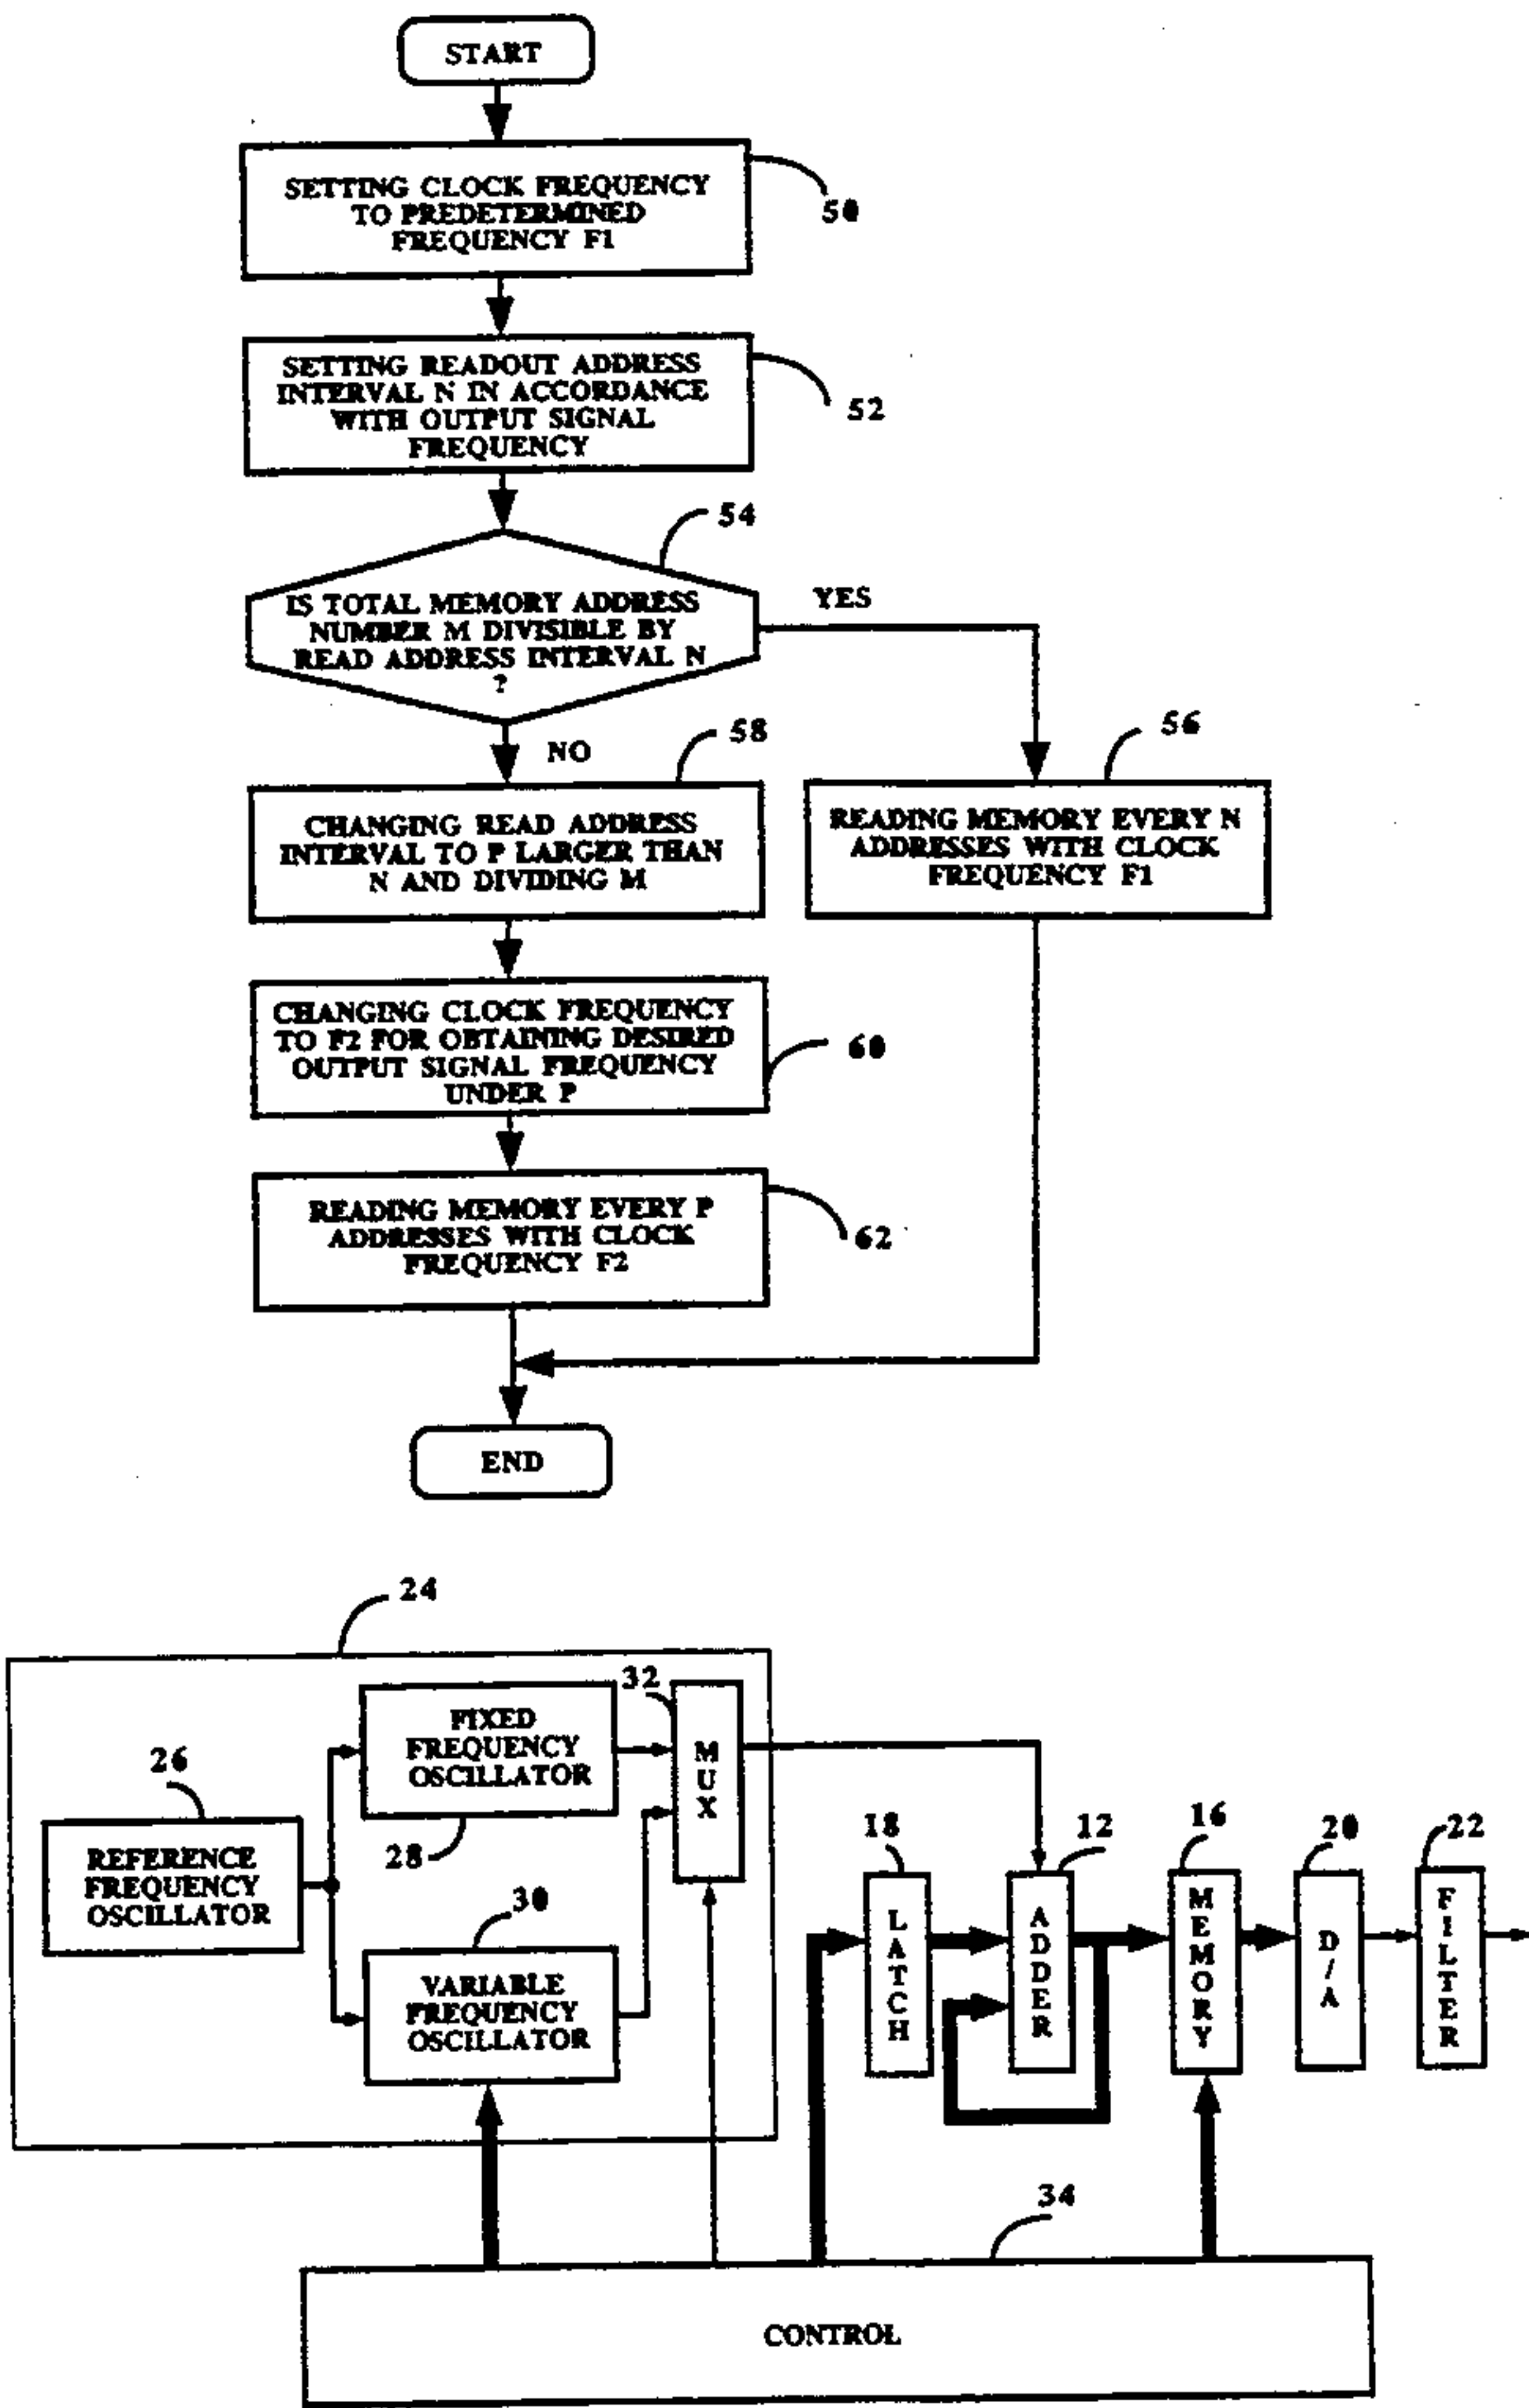 START
SETTING CLOCK FREQUENCY
TO PREDETERMINED
FREQUENCY F1
50
SETTING READOUT ADDRESS
INTERVAL N IN ACCORDANCE
WITH OUTPUT SIGNAL
FREQUENCY
52
54
IS TOTAL MEMORY ADDRESS
NUMBER M DIVISIBLE BY
READ ADDRESS INTERVAL N
?
YES
NO
58
56
CHANGING READ ADDRESS
INTERVAL TO P LARGER THAN
N AND DIVIDING M
READING MEMORY EVERY N
ADDRESSES WITH CLOCK
FREQUENCY F1
CHANGING CLOCK FREQUENCY
TO F2 FOR OBTAINING DESIRED
OUTPUT SIGNAL FREQUENCY
UNDER P
60
READING MEMORY EVERY P
ADDRESSES WITH CLOCK
FREQUENCY F2
62
END
24
26
REFERENCE
FREQUENCY
OSCILLATOR
FIXED
FREQUENCY
OSCILLATOR
28
30
VARIABLE
FREQUENCY
OSCILLATOR
32
MUX
18
LATCH
12
ADDER
16
MEMORY
20
D/A
22
FILTER
34
CONTROL